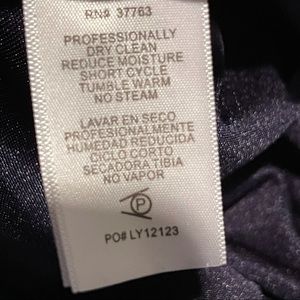 RN# 37763
PROFESSIONALLY
DRY CLEAN
REDUCE MOISTURE
SHORT CYCLE
TUMBLE WARM
NO STEAM
LAVAR EN SECO
PROFESIONALMENTE
HUMEDAD REDUCIDA
CICLO CORTO
SECADORA TIBIA
NO VAPOR
P
PO# LY12123